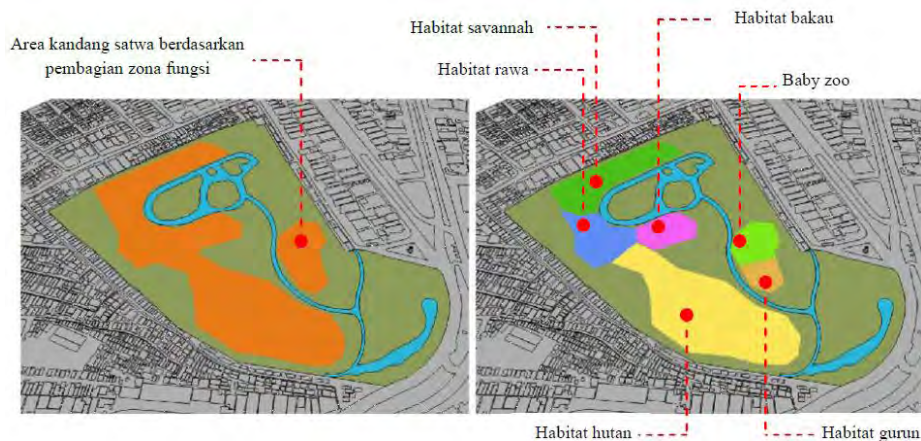 Area kandang satwa berdasarkan
pembagian zona fungsi
Habitat savannah
Habitat rawa
Habitat bakau
Baby zoo
Habitat hutan
Habitat gurun